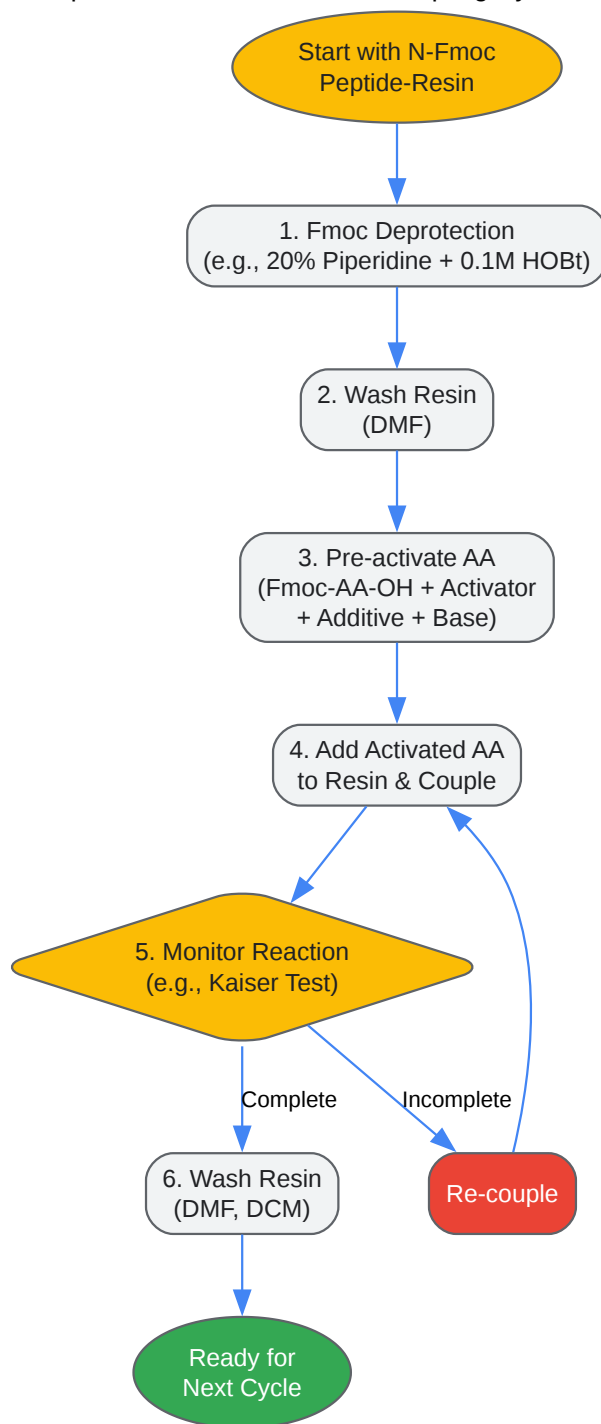 Start with N-Fmoc
Peptide-Resin
1. Fmoc Deprotection
(e.g., 20% Piperidine + 0.1M HOBt)
2. Wash Resin
(DMF)
3. Pre-activate AA
(Fmoc-AA-OH + Activator
+ Additive + Base)
4. Add Activated AA
to Resin & Couple
5. Monitor Reaction
(e.g., Kaiser Test)
Complete
Incomplete
6. Wash Resin
(DMF, DCM)
Re-couple
Ready for
Next Cycle